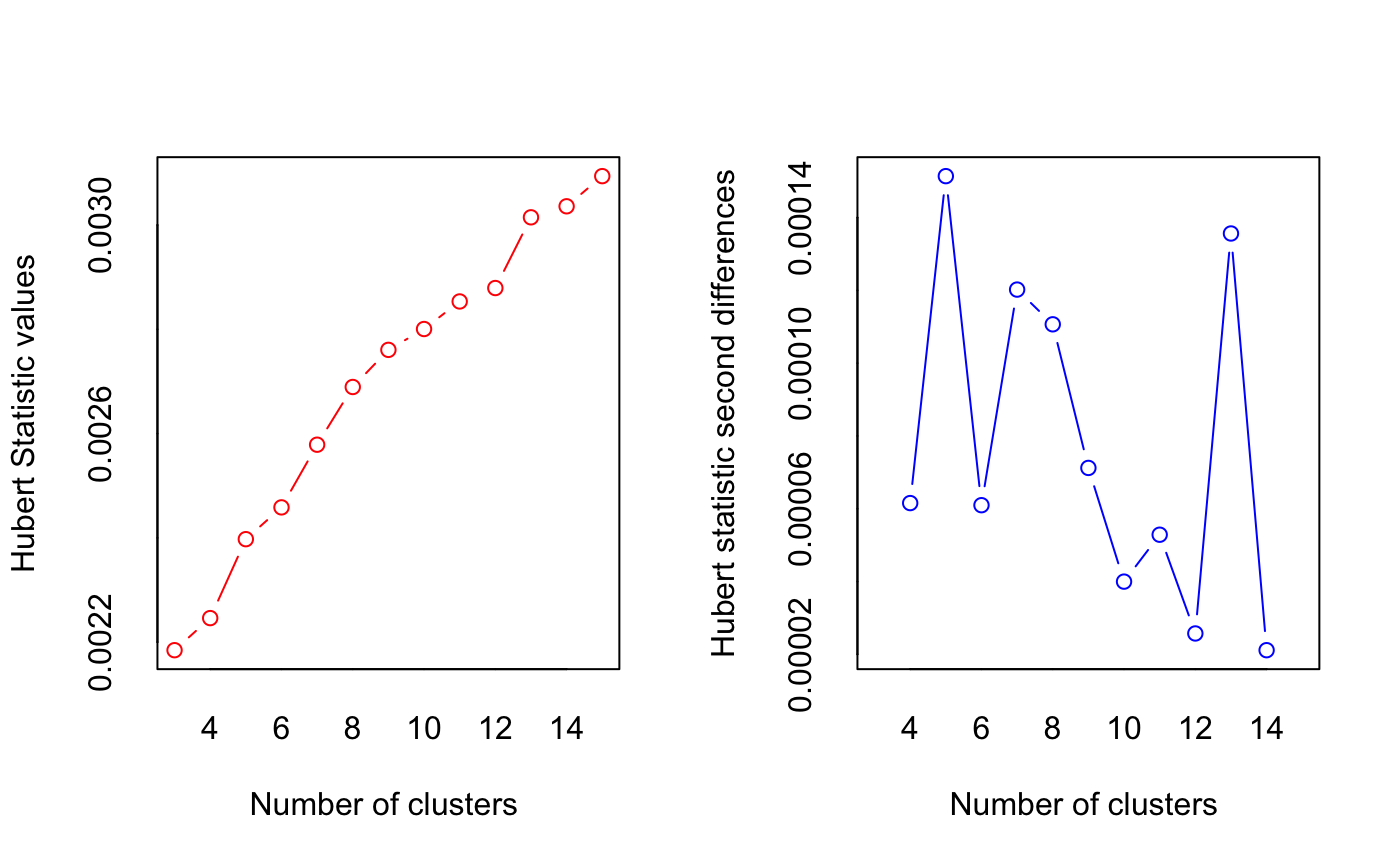 Hubert Statistic values
0.0030
0.0026
0.0022
4 6 8 10 12 14
Number of clusters
Hubert statistic second differences
0.00014
0.00010
0.00006
0.00002
4 6 8 10 12 14
Number of clusters